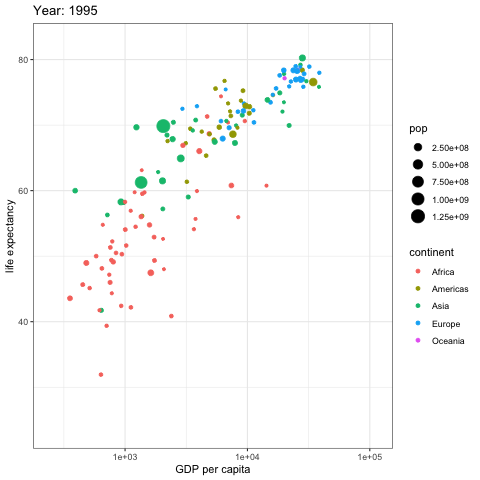 Year: 1995
80
60
40
life expectancy
1e+03
1e+04
1e+05
GDP per capita
pop
2.50e+08
5.00e+08
7.50e+08
1.00e+09
1.25e+09
continent
Africa
Americas
Asia
Europe
Oceania